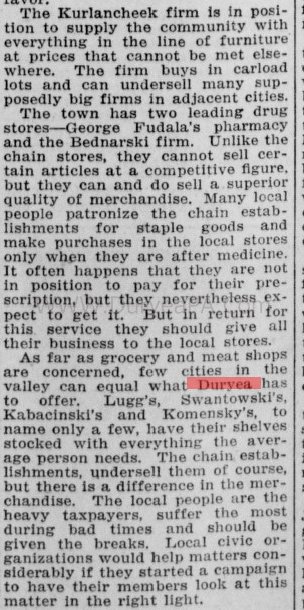 favor.
The Kurlancheek firm is in posi-
tion to supply the community with
everything in the line of furniture
at prices that cannot be met else-
where. The firm buys in carload
lots and can undersell many sup-
posedly big firms in adjacent cities.
The town has two leading drug
stores—George Fudala's pharmacy
and the Bednarski firm. Unlike the
chain stores, they cannot sell cer-
tain articles at a competitive figure,
but they can and do sell a superior
quality of merchandise. Many local
people patronize the chain estab-
lishments for staple goods and
make purchases in the local stores
only when they are after medicine.
It often happens that they are not
in position to pay for their pre-
scription, but they nevertheless ex-
pect to get it. But in return for
this service they should give all
their business to the local stores.
As far as grocery and meat shops
are concerned, few cities in the
valley can equal what Duryea has
to offer. Lugg's, Swantowski's,
Kabacinski's and Komensky's, to
name only a few, have their shelves
stocked with everything the aver-
age person needs. The chain estab-
lishments, undersell them of course,
but there is a difference in the mer-
chandise. The local people are the
heavy taxpayers, suffer the most
during bad times and should be
given the breaks. Local civic or-
ganizations would help matters con-
siderably if they started a campaign
to have their members look at this
matter in the right light.